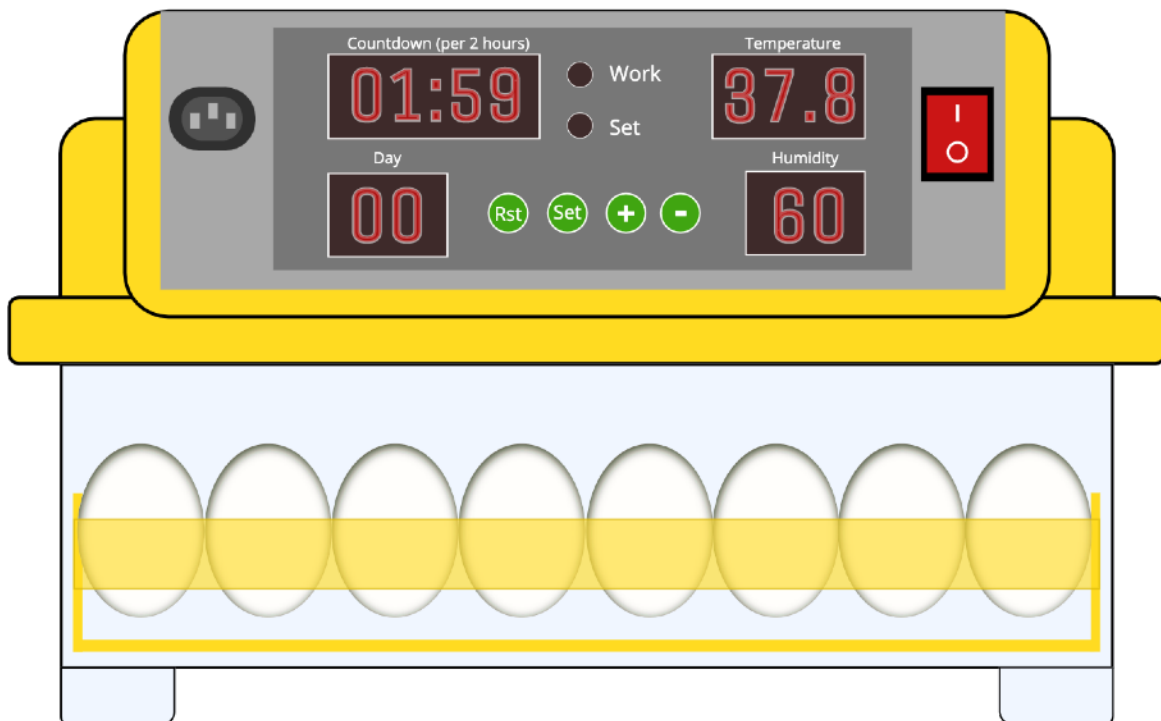 Countdown (per 2 hours)
01:59
Work
Set
Temperature
37.8
Day
00
Rst
Set
+
-
Humidity
60
I
O